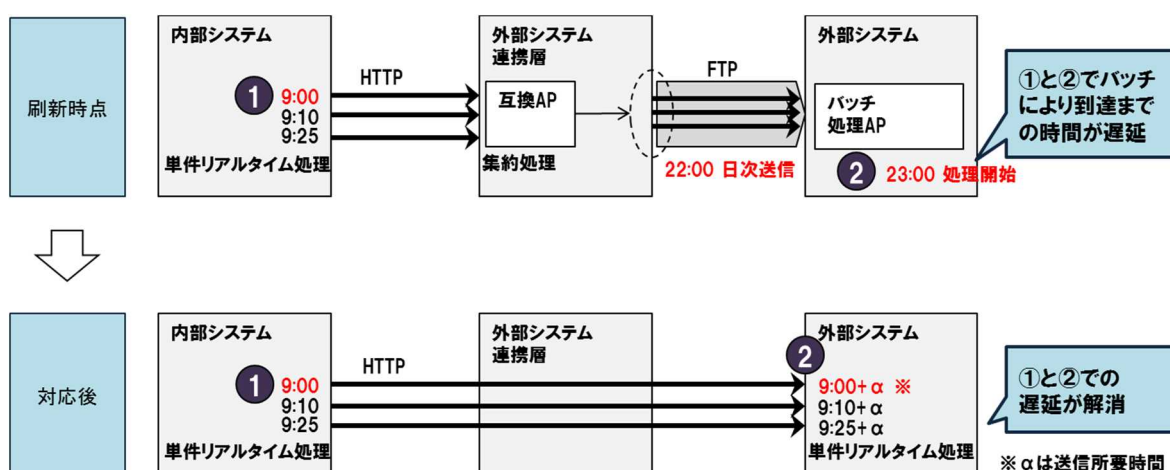 刷新時点
内部システム
1
9:00
9:10
9:25
単件リアルタイム処理
HTTP
外部システム
連携層
互換AP
集約処理
FTP
22:00 日次送信
外部システム
バッチ
処理AP
2
23:00 処理開始
①と②でバッチ
により到達まで
の時間が遅延
対応後
内部システム
1
9:00
9:10
9:25
単件リアルタイム処理
HTTP
外部システム
連携層
外部システム
2
9:00+α ※
9:10+α
9:25+α
単件リアルタイム処理
①と②での
遅延が解消
※αは送信所要時間